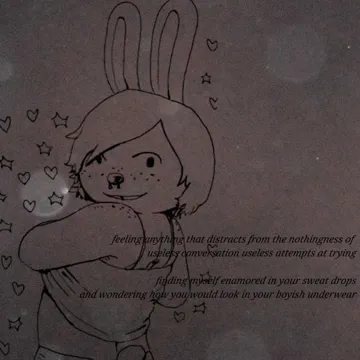 feeling anything that distracts from the nothingness of
useless conversation useless attempts at trying
finding myself enamored in your sweat drops
and wondering how you would look in your boyish underwear